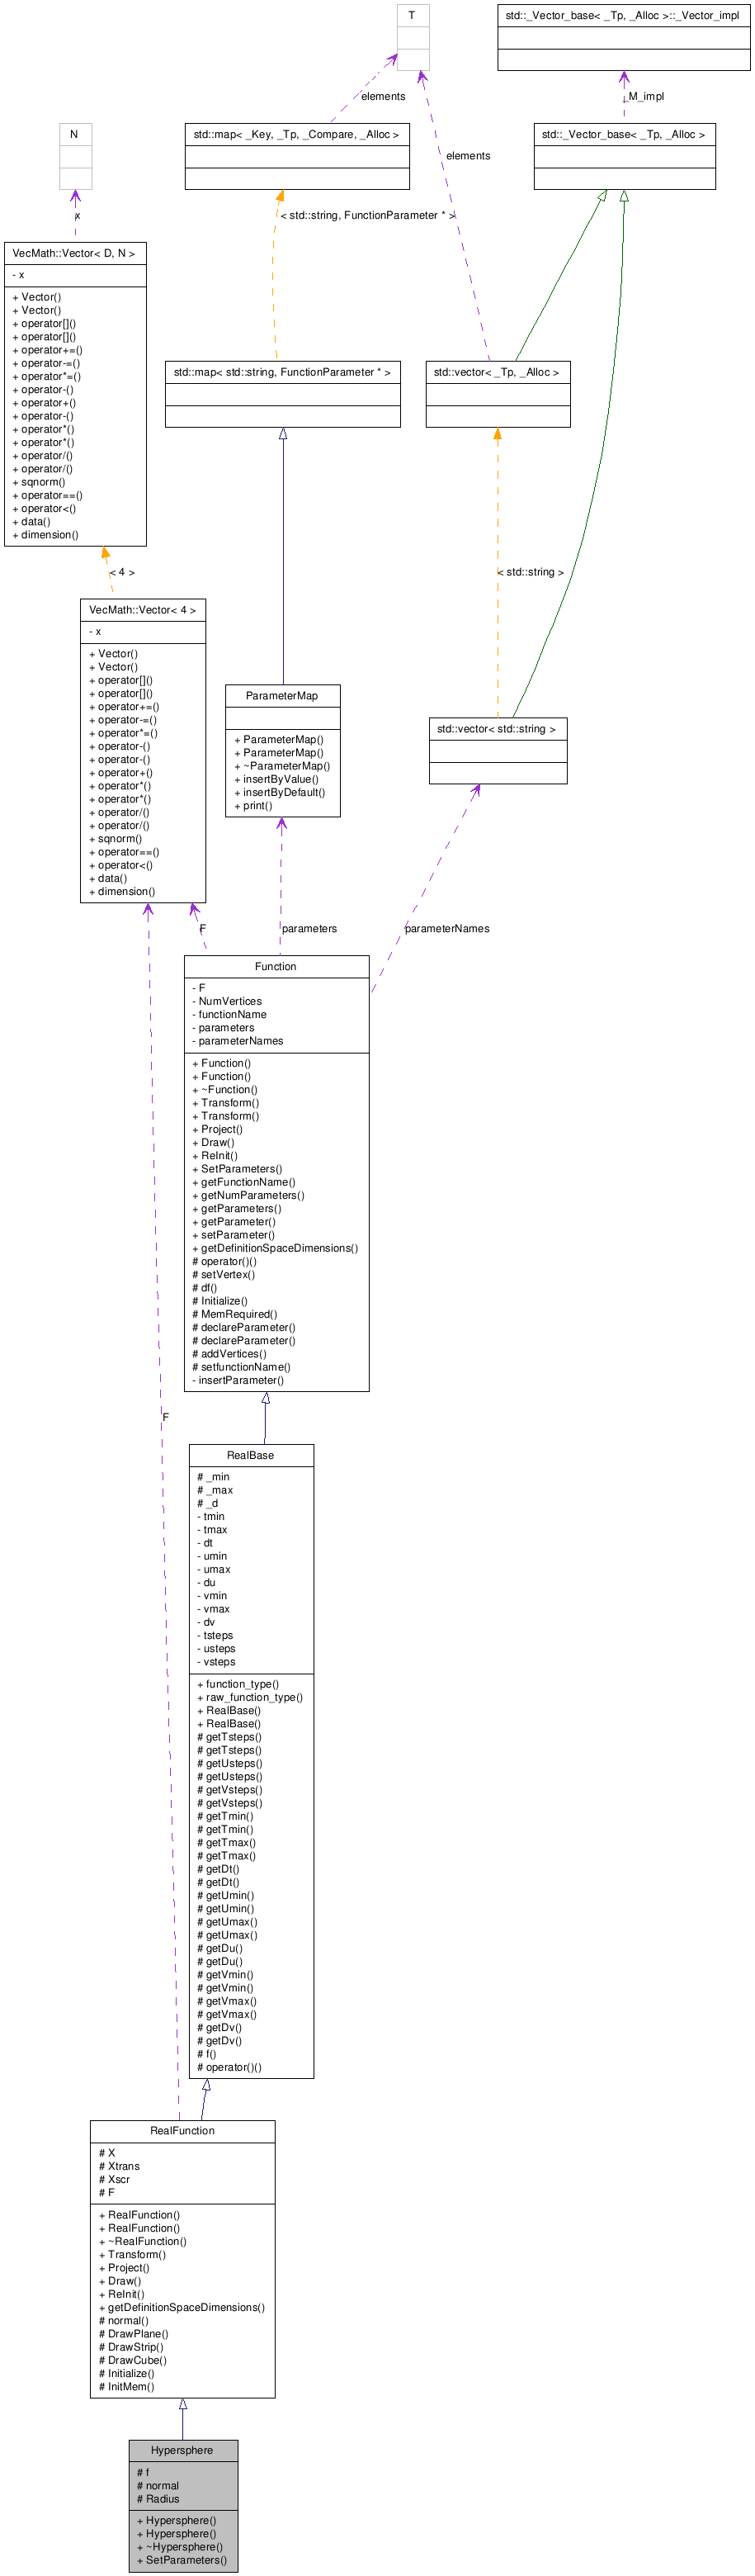 T
std::_Vector_base< _Tp, _Alloc >::_Vector_impl
elements
_M_impl
N
std::map< _Key, _Tp, _Compare, _Alloc >
std::_Vector_base< _Tp, _Alloc >
elements
x
< std::string, FunctionParameter * >
VecMath::Vector< D, N >
- x
+ Vector()
+ Vector()
+ operator[]()
+ operator[]()
+ operator+=()
+ operator-=()
+ operator*=()
+ operator-()
+ operator+()
+ operator-()
+ operator*()
+ operator*()
+ operator/()
+ operator/()
+ sqnorm()
+ operator==()
+ operator<()
+ data()
+ dimension()
std::map< std::string, FunctionParameter * >
std::vector< _Tp, _Alloc >
< 4 >
< std::string >
VecMath::Vector< 4 >
- x
+ Vector()
+ Vector()
+ operator[]()
+ operator[]()
+ operator+=()
+ operator-=()
+ operator*=()
+ operator-()
+ operator-()
+ operator+()
+ operator*()
+ operator*()
+ operator/()
+ operator/()
+ sqnorm()
+ operator==()
+ operator<()
+ data()
+ dimension()
ParameterMap
+ ParameterMap()
+ ParameterMap()
+ ~ParameterMap()
+ insertByValue()
+ insertByDefault()
+ print()
std::vector< std::string >
F
parameters
parameterNames
Function
- F
- NumVertices
- functionName
- parameters
- parameterNames
+ Function()
+ Function()
+ ~Function()
+ Transform()
+ Transform()
+ Project()
+ Draw()
+ ReInit()
+ SetParameters()
+ getFunctionName()
+ getNumParameters()
+ getParameters()
+ getParameter()
+ setParameter()
+ getDefinitionSpaceDimensions()
# operator()()
# setVertex()
# df()
# Initialize()
# MemRequired()
# declareParameter()
# declareParameter()
# addVertices()
# setfunctionName()
- insertParameter()
F
RealBase
# _min
# _max
# _d
- tmin
- tmax
- dt
- umin
- umax
- du
- vmin
- vmax
- dv
- tsteps
- usteps
- vsteps
+ function_type()
+ raw_function_type()
+ RealBase()
+ RealBase()
# getTsteps()
# getTsteps()
# getUsteps()
# getUsteps()
# getVsteps()
# getVsteps()
# getTmin()
# getTmin()
# getTmax()
# getTmax()
# getDt()
# getDt()
# getUmin()
# getUmin()
# getUmax()
# getUmax()
# getDu()
# getDu()
# getVmin()
# getVmin()
# getVmax()
# getVmax()
# getDv()
# getDv()
# f()
# operator()()
RealFunction
# X
# Xtrans
# Xscr
# F
+ RealFunction()
+ RealFunction()
+ ~RealFunction()
+ Transform()
+ Project()
+ Draw()
+ ReInit()
+ getDefinitionSpaceDimensions()
# normal()
# DrawPlane()
# DrawStrip()
# DrawCube()
# Initialize()
# InitMem()
Hypersphere
# f
# normal
# Radius
+ Hypersphere()
+ Hypersphere()
+ ~Hypersphere()
+ SetParameters()